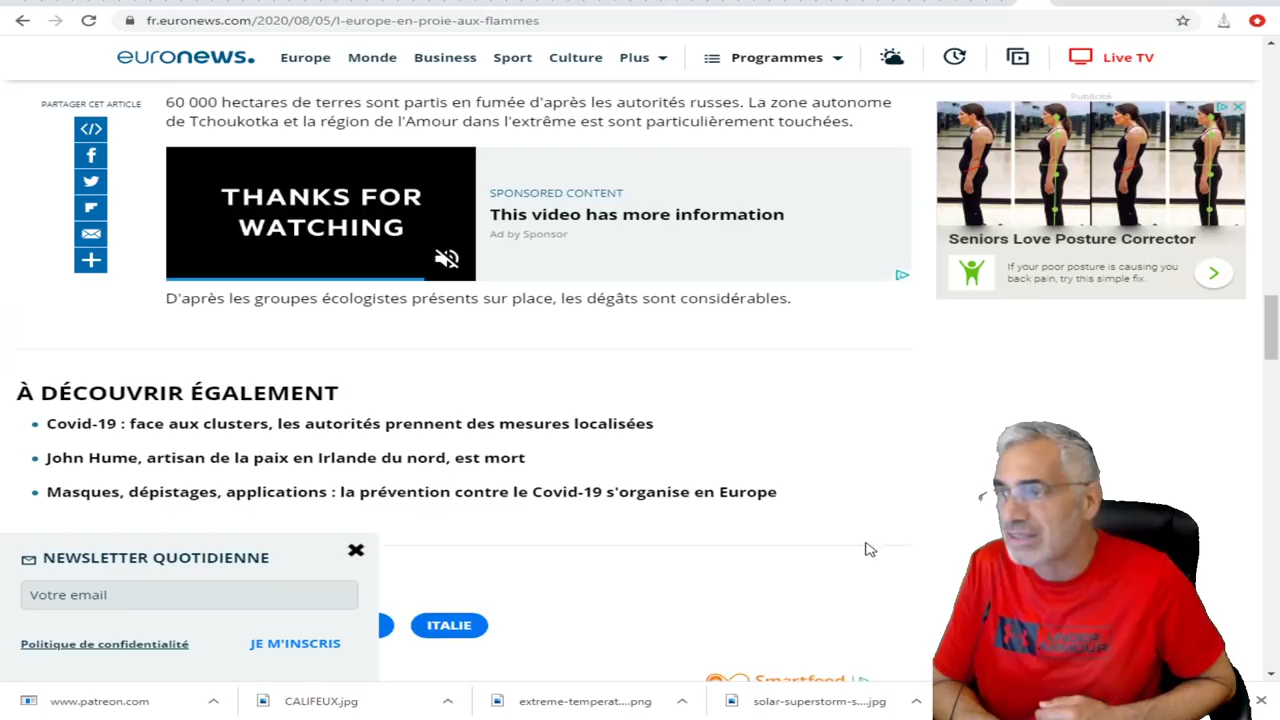 fr.euronews.com/2020/08/05/l-europe-en-proie-aux-flammes
euronews.
Europe
Monde
Business
Sport
Culture
Plus
Programmes
Live TV
PARTAGER CET ARTICLE
60 000 hectares de terres sont partis en fumée d'après les autorités russes. La zone autonome
de Tchoukotka et la région de l'Amour dans l'extrême est sont particulièrement touchées.
THANKS FOR
WATCHING
SPONSORED CONTENT
This video has more information
Ad by Sponsor
D'après les groupes écologistes présents sur place, les dégâts sont considérables.
Publicité
Seniors Love Posture Corrector
If your poor posture is causing you
back pain, try this simple fix.
À DÉCOUVRIR ÉGALEMENT
Covid-19 : face aux clusters, les autorités prennent des mesures localisées
John Hume, artisan de la paix en Irlande du nord, est mort
Masques, dépistages, applications : la prévention contre le Covid-19 s'organise en Europe
NEWSLETTER QUOTIDIENNE
Votre email
Politique de confidentialité
JE M'INSCRIS
ITALIE
Smartfeed
UNDER
ARMOUR
www.patreon.com
CALIFEUX.jpg
extreme-temperat....png
solar-superstorm-s....jpg